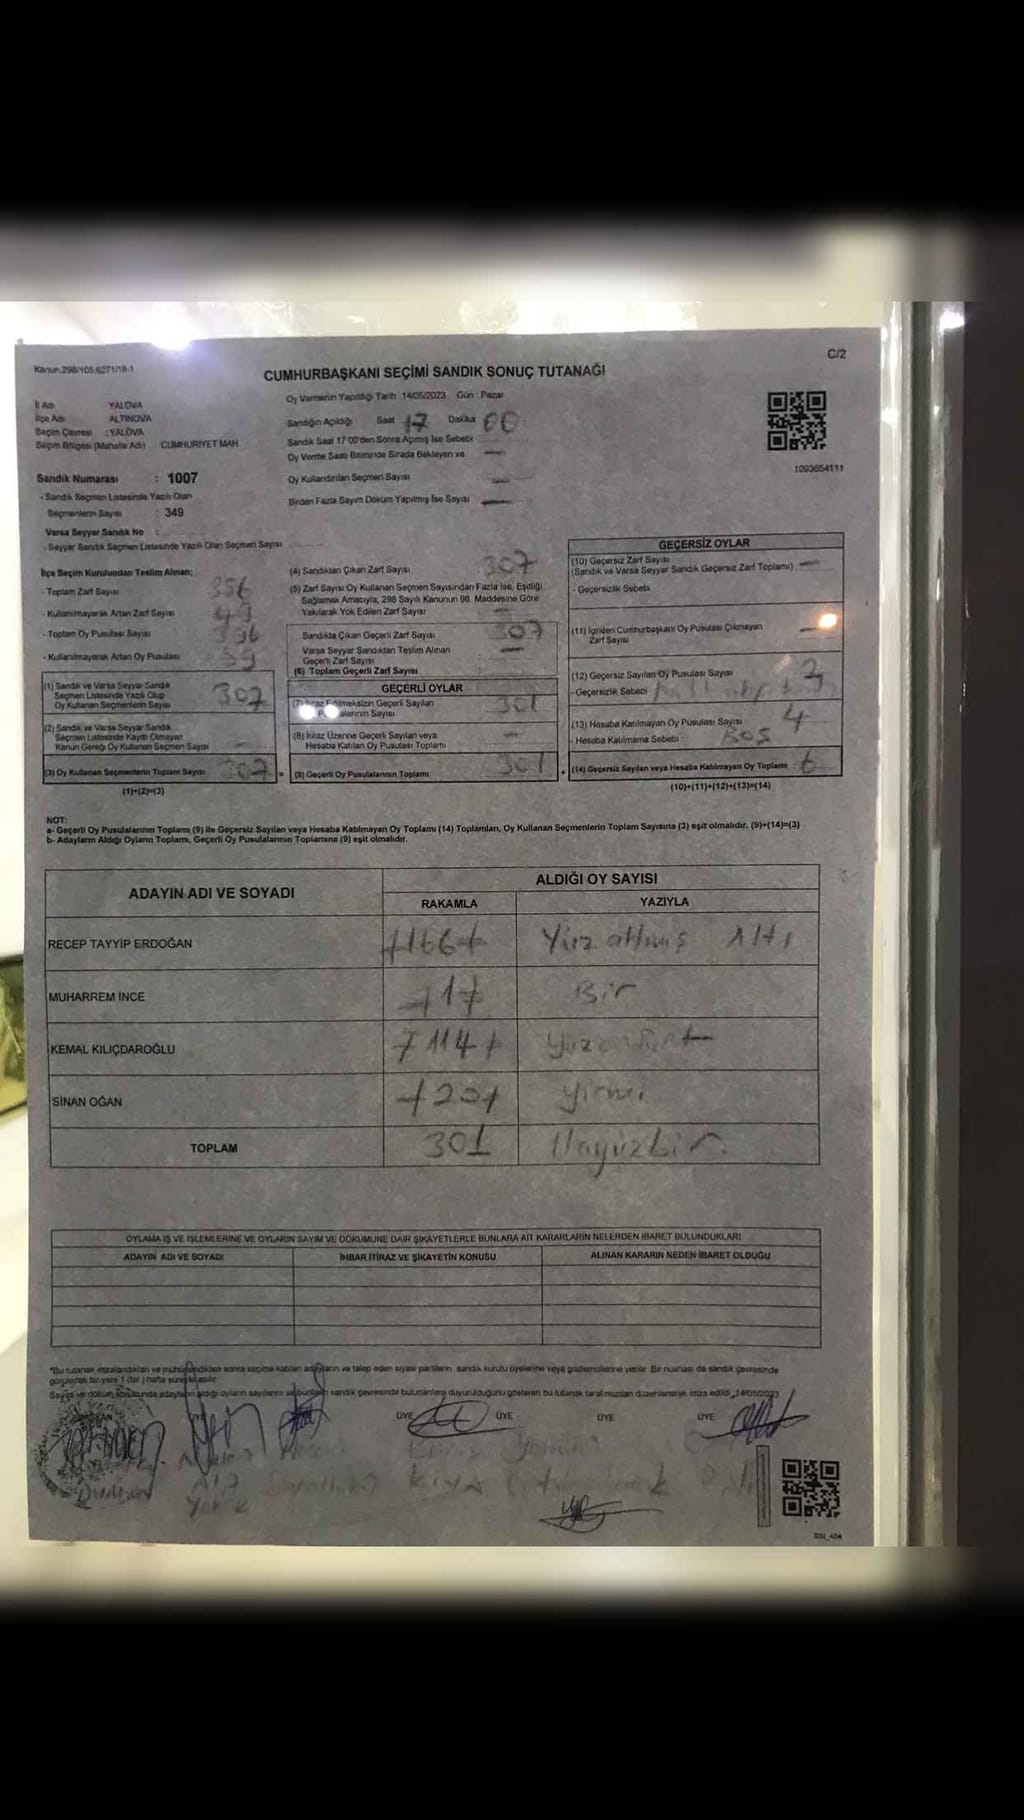 Kanun 298/105,6271/19-1
C/2
CUMHURBAŞKANI SEÇİMİ SANDIK SONUÇ TUTANAĞI
İl Adı YALOVA
İlçe Adı ALTINOVA
Seçim Çevresi : YALOVA
Seçim Bölgesi (Mahalle Adı) CUMHURİYET MAH
Sandık Numarası : 1007
- Sandık Seçmen Listesinde Yazılı Olan
Seçmenlerin Sayısı : 349
Varsa Seyyar Sandık No :
- Seyyar Sandık Seçmen Listesinde Yazılı Olan Seçmen Sayısı
Oy Vermenin Yapıldığı Tarih 14/05/2023 Gün : Pazar
Sandığın Açıldığı Saat 17 Dakika 00
Sandık Saat 17:00'den Sonra Açılmış İse Sebebi
Oy Verme Saati Bitiminde Sırada Bekleyen ve —
Oy Kullandırılan Seçmen Sayısı —
Birden Fazla Sayım Döküm Yapılmış İse Sayısı —
1093654111
İlçe Seçim Kurulundan Teslim Alınan;
- Toplam Zarf Sayısı 356
- Kullanılmayarak Artan Zarf Sayısı 49
- Toplam Oy Pusulası Sayısı
- Kullanılmayarak Artan Oy Pusulası
(1) Sandık ve Varsa Seyyar Sandık
Seçmen Listesinde Yazılı Olup
Oy Kullanan Seçmenlerin Sayısı 307
(2) Sandık ve Varsa Seyyar Sandık
Seçmen Listesinde Kayıtlı Olmayan
Kanun Gereği Oy Kullanan Seçmen Sayısı -
(3) Oy Kullanan Seçmenlerin Toplam Sayısı 307 =
(1)+(2)=(3)
(4) Sandıktan Çıkan Zarf Sayısı 307
(5) Zarf Sayısı Oy Kullanan Seçmen Sayısından Fazla İse, Eşitliği
Sağlamak Amacıyla, 298 Sayılı Kanunun 98. Maddesine Göre
Yakılarak Yok Edilen Zarf Sayısı —
Sandıkta Çıkan Geçerli Zarf Sayısı 307
Varsa Seyyar Sandıktan Teslim Alınan
Geçerli Zarf Sayısı —
(6) Toplam Geçerli Zarf Sayısı
GEÇERLİ OYLAR
(7) İtiraz Edilmeksizin Geçerli Sayılan
Pusulalarının Sayısı 301
(8) İtiraz Üzerine Geçerli Sayılan veya
Hesaba Katılan Oy Pusulası Toplamı —
(9) Geçerli Oy Pusulalarının Toplamı 301 +
GEÇERSİZ OYLAR
(10) Geçersiz Zarf Sayısı
(Sandık ve Varsa Seyyar Sandık Geçersiz Zarf Toplamı) : —
- Geçersizlik Sebebi
(11) İçinden Cumhurbaşkanı Oy Pusulası Çıkmayan
Zarf Sayısı —
(12) Geçersiz Sayılan Oy Pusulası Sayısı 2
- Geçersizlik Sebebi
(13) Hesaba Katılmayan Oy Pusulası Sayısı 4
- Hesaba Katılmama Sebebi Boş
(14) Geçersiz Sayılan veya Hesaba Katılmayan Oy Toplamı : 6
(10)+(11)+(12)+(13)=(14)
NOT:
a- Geçerli Oy Pusulalarının Toplamı (9) ile Geçersiz Sayılan veya Hesaba Katılmayan Oy Toplamı (14) Toplamları, Oy Kullanan Seçmenlerin Toplam Sayısına (3) eşit olmalıdır. (9)+(14)=(3)
b- Adayların Aldığı Oyların Toplamı, Geçerli Oy Pusulalarının Toplamına (9) eşit olmalıdır.
ADAYIN ADI VE SOYADI ALDIĞI OY SAYISI
RAKAMLA YAZIYLA
RECEP TAYYİP ERDOĞAN 166 Yüz altmış Altı
MUHARREM İNCE 1 Bir
KEMAL KILIÇDAROĞLU 114
SİNAN OĞAN 20 yirmi
TOPLAM 301 Üçyüzbir
OYLAMA İŞ VE İŞLEMLERİNE VE OYLARIN SAYIM VE DÖKÜMÜNE DAİR ŞİKAYETLERLE BUNLARA AİT KARARLARIN NELERDEN İBARET BULUNDUKLARI
ADAYIN ADI VE SOYADI İHBAR İTİRAZ VE ŞİKAYETİN KONUSU ALINAN KARARIN NEDEN İBARET OLDUĞU
"Bu tutanak imzalandıktan ve mühürlendikten sonra seçime katılan adayların ve talep eden siyasi partilerin sandık kurulu üyelerine veya gözlemcilerine verilir. Bir nüshası da sandık çevresinde
görülecek bir yere 1 (bir) hafta süreyle asılır.
Sayım ve döküm sonucunda adayların aldığı oyların sayılarını ve bunların sandık çevresinde bulunanlara duyurulduğunu gösteren bu tutanak tarafımızdan düzenlenerek imza edildi. 14/05/2023
ÜYE ÜYE ÜYE ÜYE